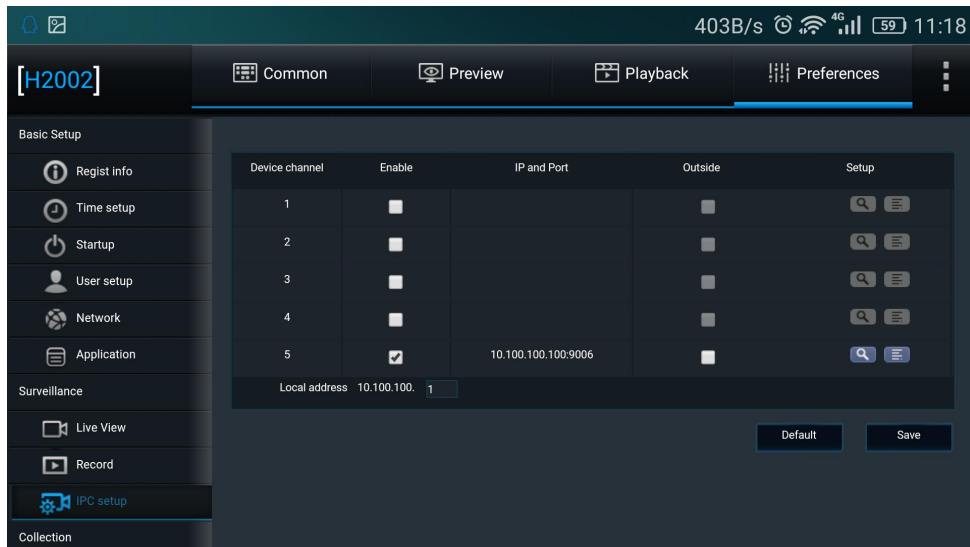 403B/s 4G 59 11:18
[H2002] Common Preview Playback Preferences
Basic Setup
Regist info
Time setup
Startup
User setup
Network
Application
Surveillance
Live View
Record
IPC setup
Collection
Device channel Enable IP and Port Outside Setup
1
2
3
4
5 10.100.100.100:9006
Local address 10.100.100. 1
Default Save